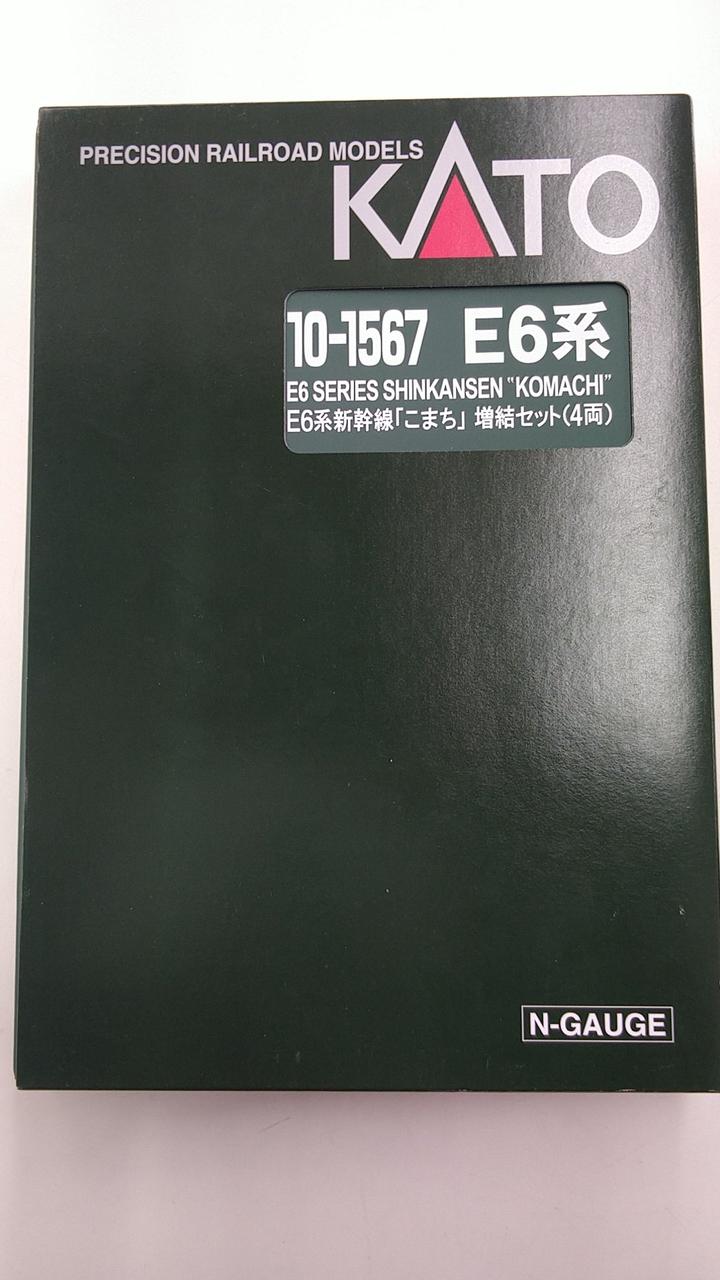 PRECISION RAILROAD MODELS
KATO
10-1567 E6系
E6 SERIES SHINKANSEN "KOMACHI"
E6系新幹線「こまち」増結セット(4両)
N-GAUGE